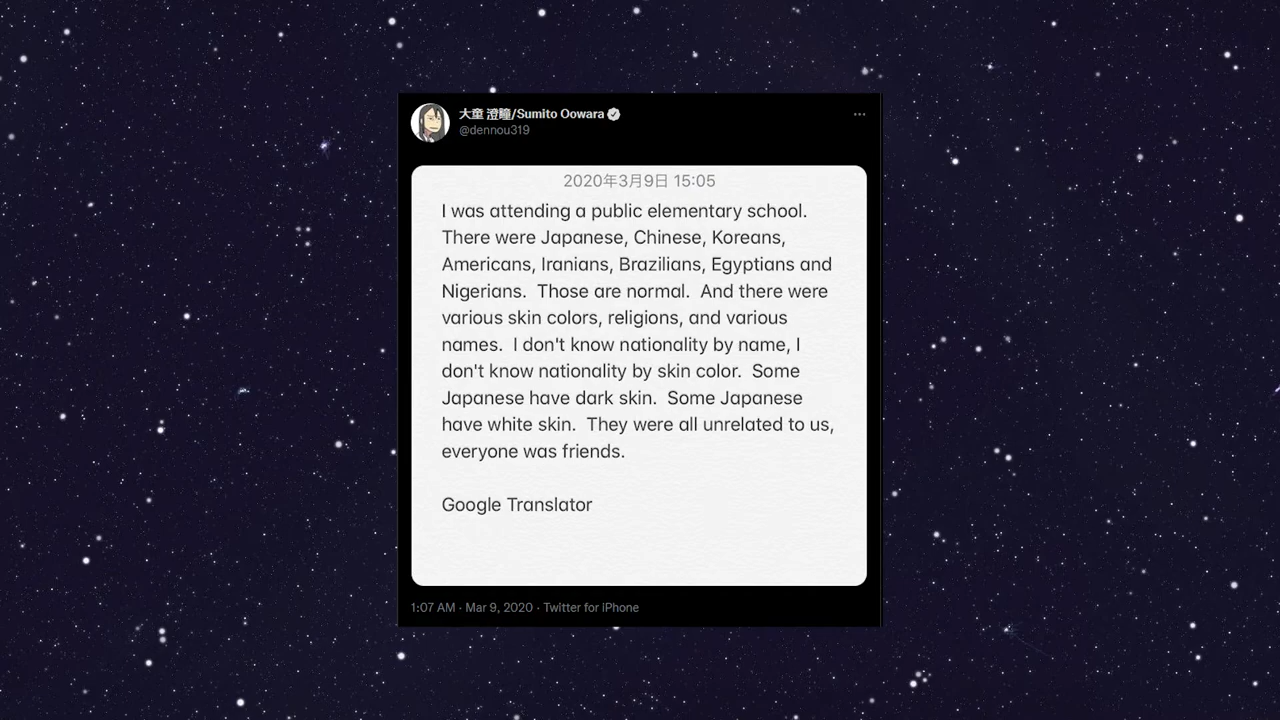 大童 澄瞳/Sumito Oowara
@dennou319
2020年3月9日 15:05
I was attending a public elementary school.
There were Japanese, Chinese, Koreans,
Americans, Iranians, Brazilians, Egyptians and
Nigerians.  Those are normal.  And there were
various skin colors, religions, and various
names.  I don't know nationality by name, I
don't know nationality by skin color.  Some
Japanese have dark skin.  Some Japanese
have white skin.  They were all unrelated to us,
everyone was friends.
Google Translator
1:07 AM · Mar 9, 2020 · Twitter for iPhone